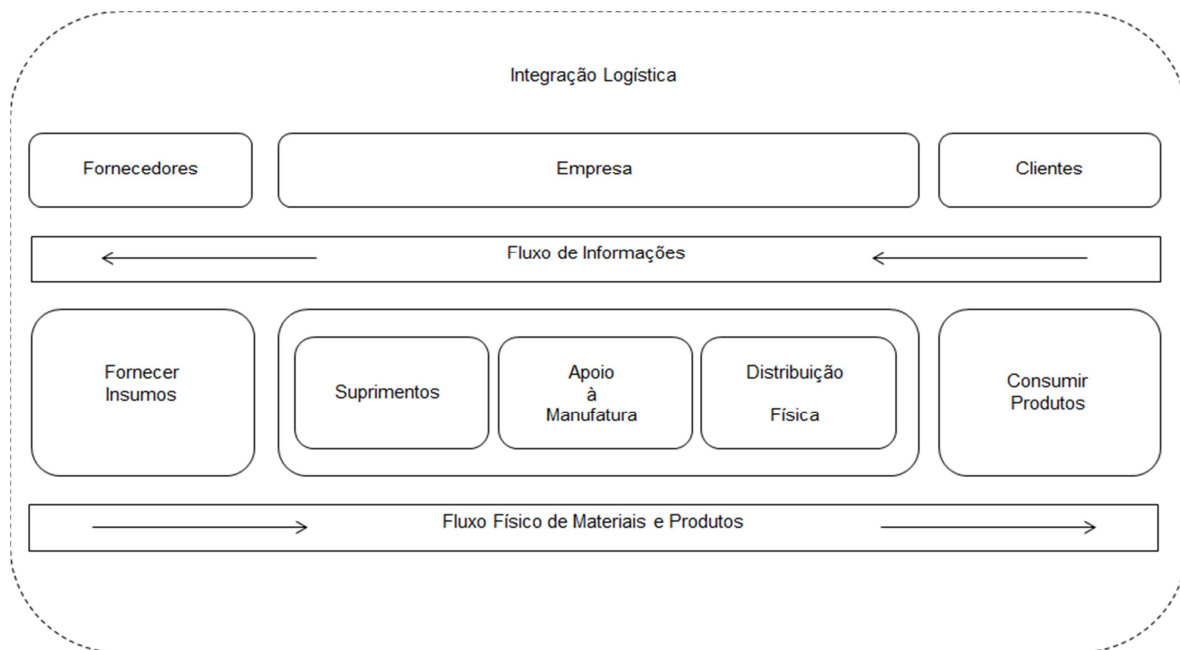 Integração Logística
Fornecedores
Empresa
Clientes
Fluxo de Informações
Fornecer
Insumos
Suprimentos
Apoio
à
Manufatura
Distribuição
Física
Consumir
Produtos
Fluxo Físico de Materiais e Produtos